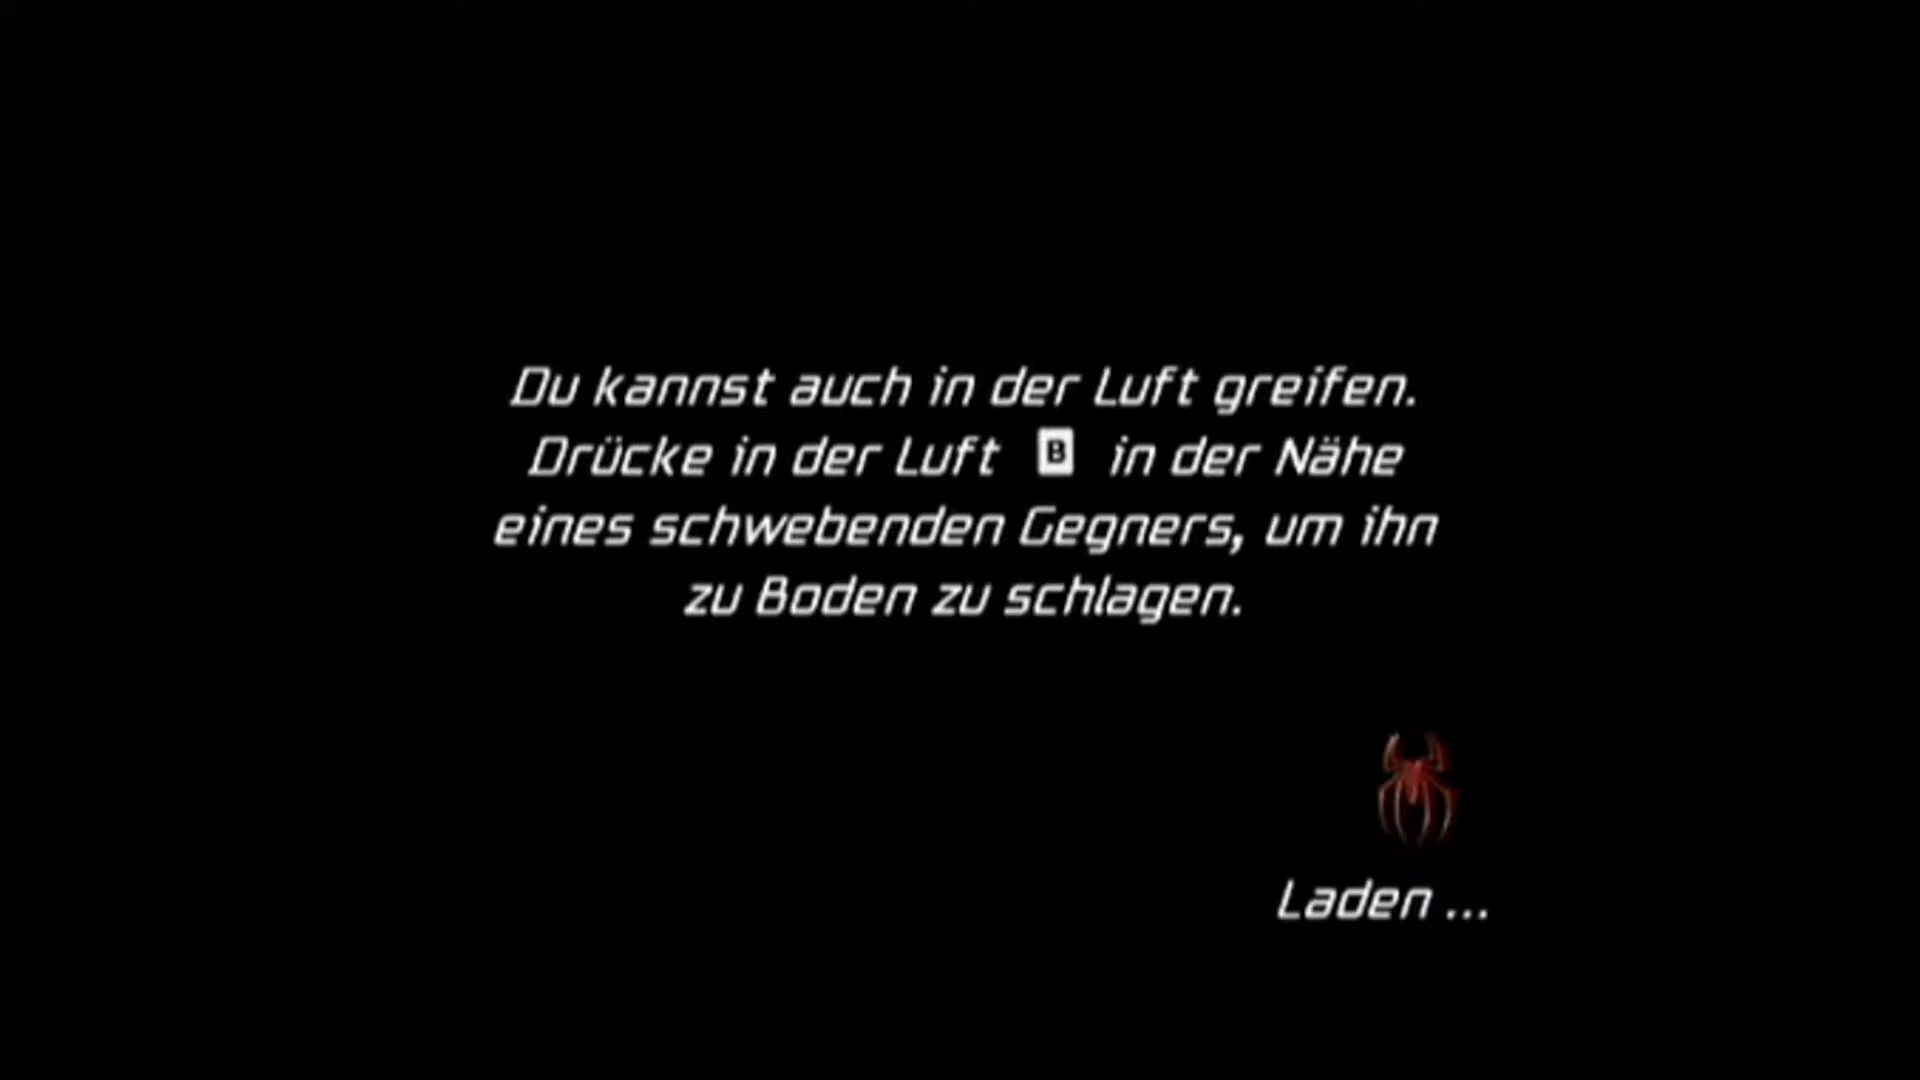 Du kannst auch in der Luft greifen.
Drücke in der Luft B in der Nähe
eines schwebenden Gegners, um ihn
zu Boden zu schlagen.
Laden ...